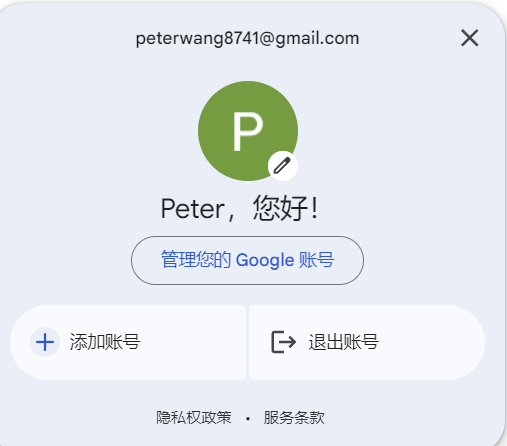 peterwang8741@gmail.com
P
Peter，您好！
管理您的 Google 账号
添加账号
退出账号
隐私权政策 • 服务条款